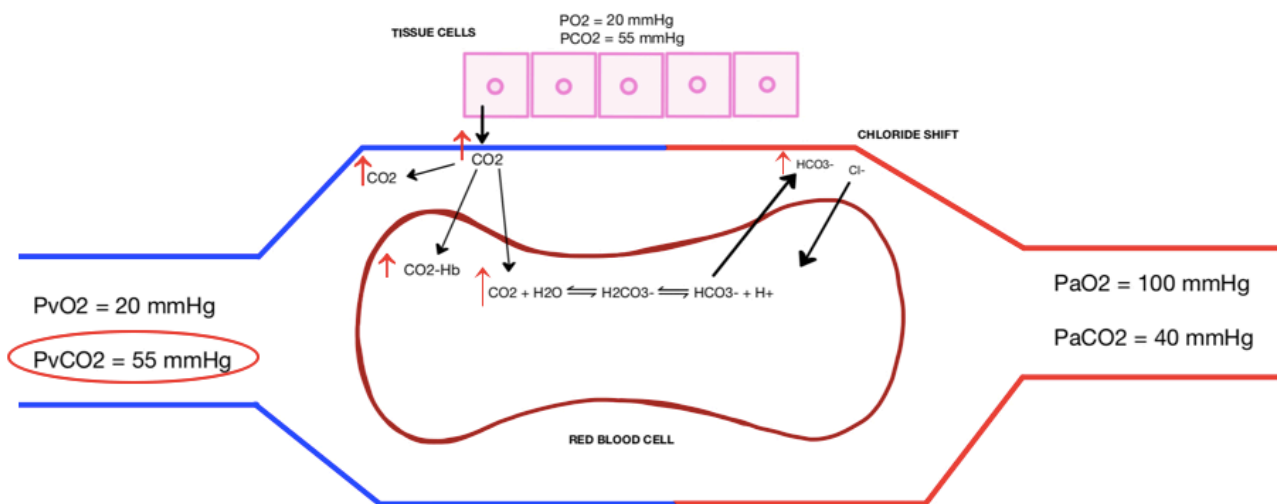 TISSUE CELLS
PO2 = 20 mmHg
PCO2 = 55 mmHg
CHLORIDE SHIFT
CO2
CO2
HCO3-
Cl-
CO2-Hb
CO2 + H2O ⇌ H2CO3- ⇌ HCO3- + H+
PvO2 = 20 mmHg
PvCO2 = 55 mmHg
PaO2 = 100 mmHg
PaCO2 = 40 mmHg
RED BLOOD CELL